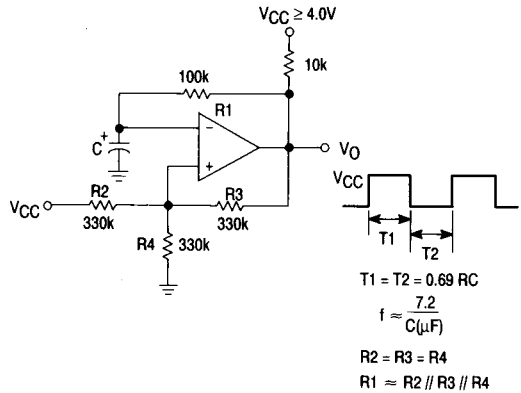 VCC ≥ 4.0V
10k
100k
R1
−
+
+
C
VO
R2
VCC
330k
R3
330k
R4
330k
VCC
T1
T2
T1 = T2 = 0.69 RC
f ≈ 7.2
C(μF)
R2 = R3 = R4
R1 ≈ R2 // R3 // R4